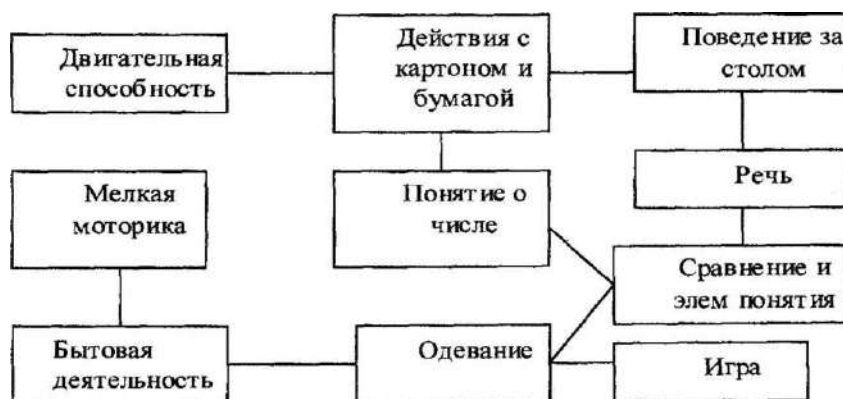 Двигательная
способность
Действия с
картоном и
бумагой
Поведение за
столом
Мелкая
моторика
Понятие о
числе
Речь
Сравнение и
элем понятия
Бытовая
деятельность
Одевание
Игра